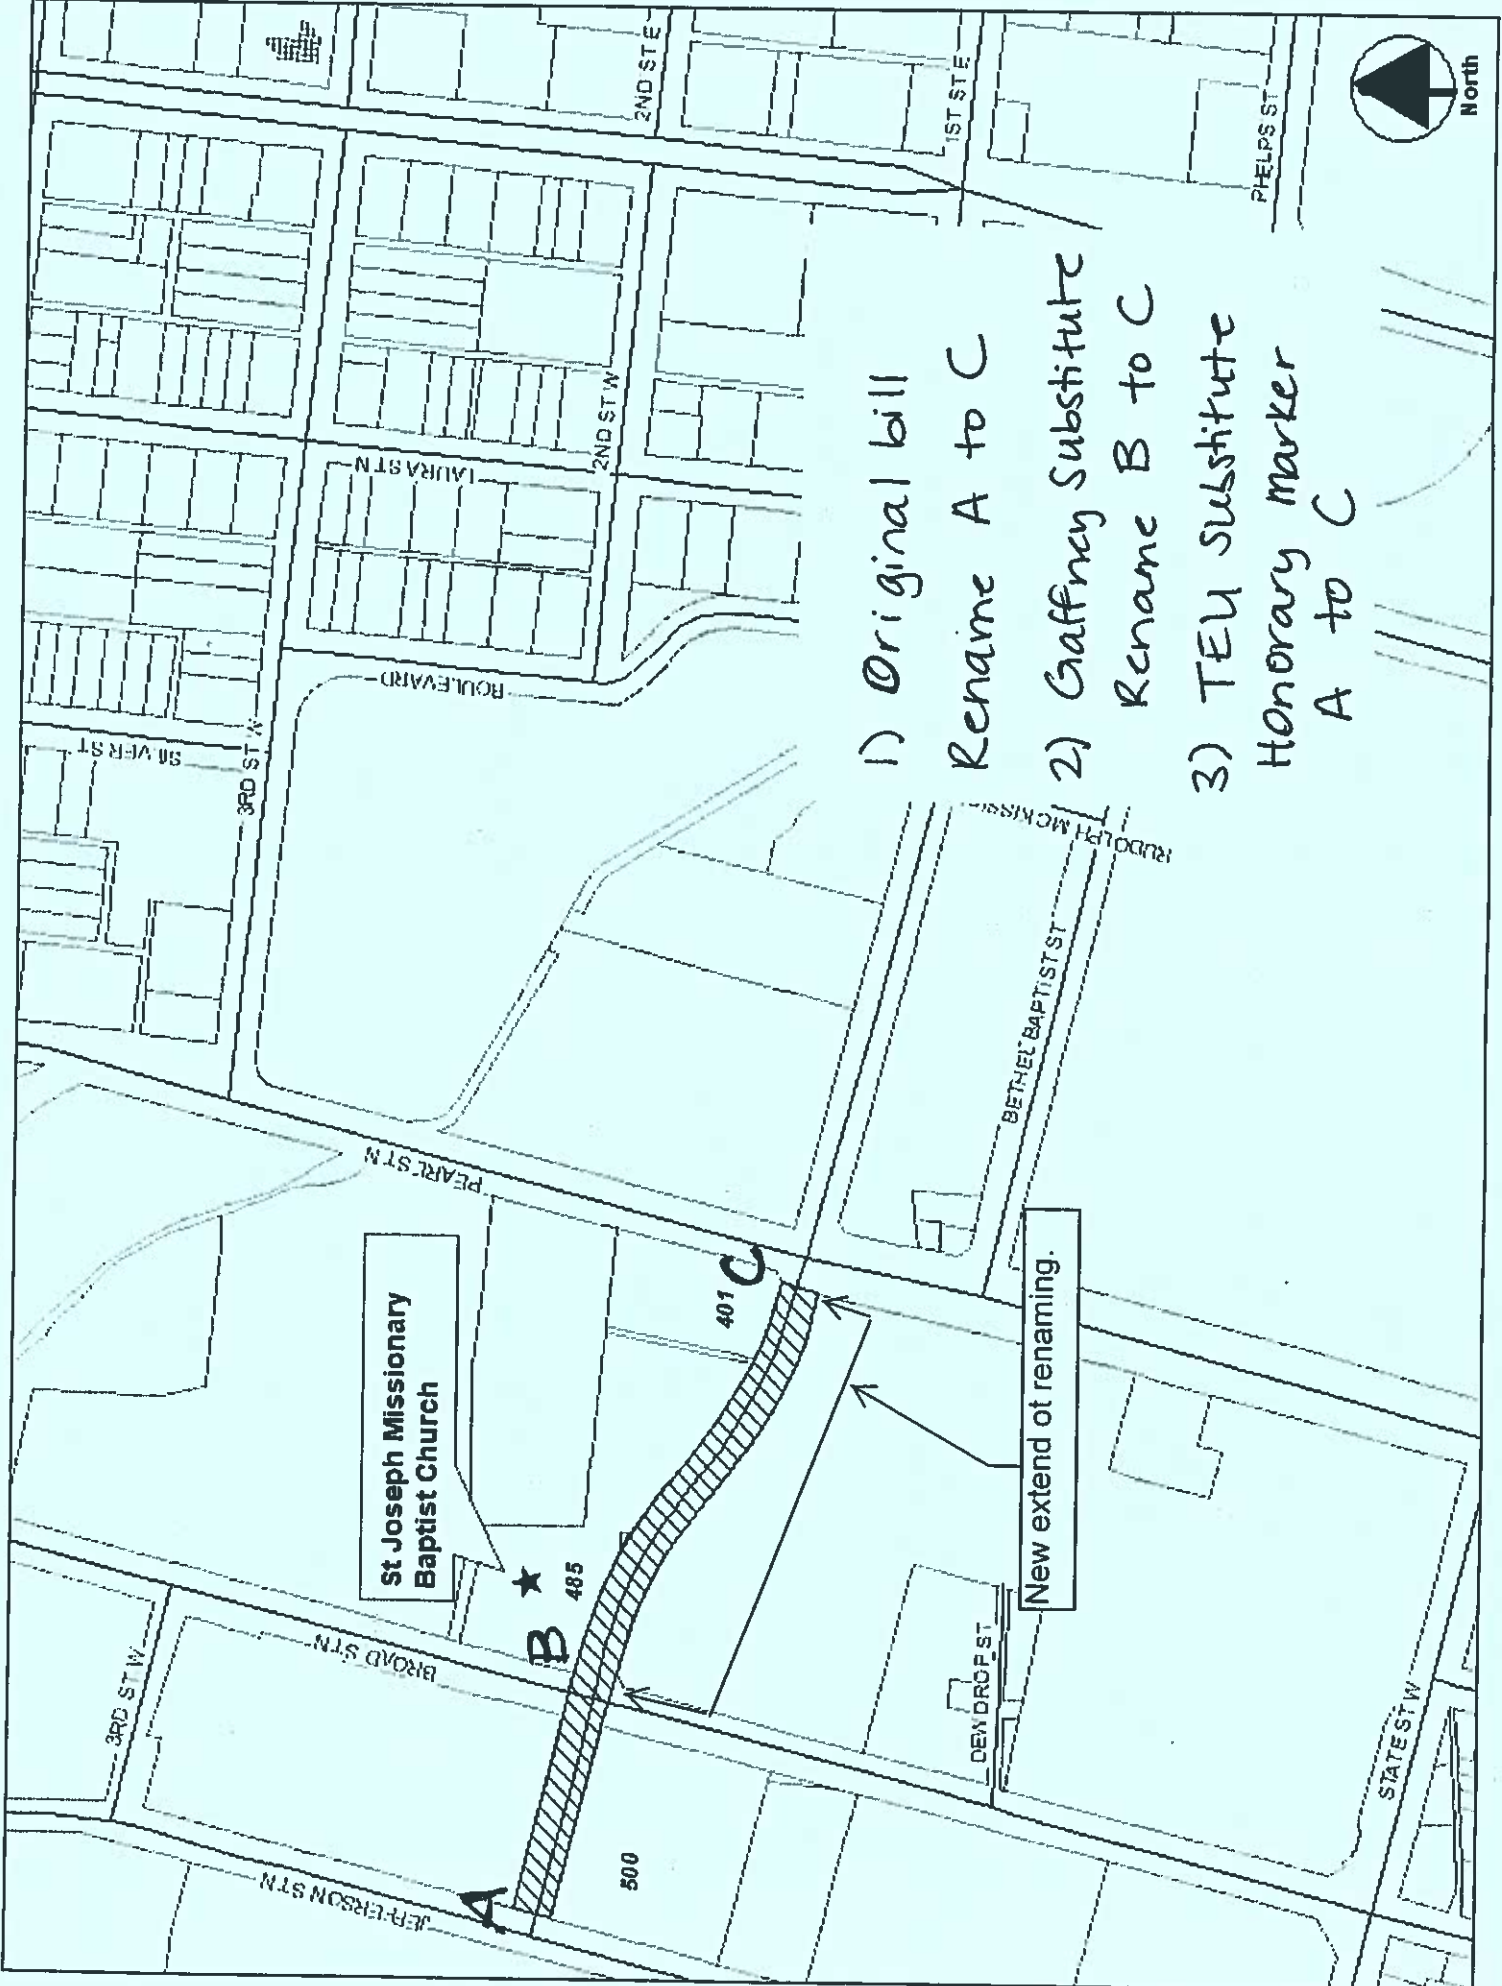 JEFFERSON ST N
3RD ST W
BROAD ST N
St Joseph Missionary
Baptist Church
PEARL ST N
3RD ST W
SILVER ST
BOULEVARD
LAURA ST N
2ND ST W
2ND ST E
1ST ST E
PHELPS ST
North
A
500
B
485
401
C
New extend ot renaming.
DEW DROP ST
STATE ST W
BETHEL BAPTIST ST
RUDOLPH MCKISSIC
1) Original bill
Rename A to C
2) Gaffney Substitute
Rename B to C
3) TEU Substitute
Honorary marker
A to C